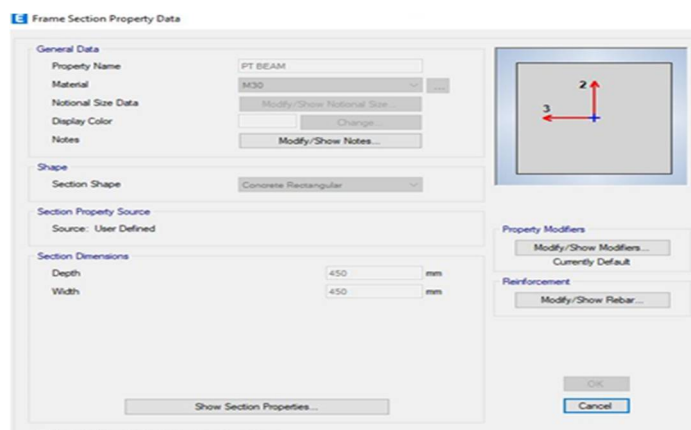 E Frame Section Property Data
General Data
Property Name PT BEAM
Material M30 ...
Notional Size Data Modify/Show Notional Size...
Display Color Change...
Notes Modify/Show Notes...
2
3
Shape
Section Shape Concrete Rectangular
Section Property Source
Source: User Defined
Property Modifiers
Modify/Show Modifiers...
Currently Default
Section Dimensions
Depth 450 mm
Width 450 mm
Reinforcement
Modify/Show Rebar...
OK
Show Section Properties...
Cancel